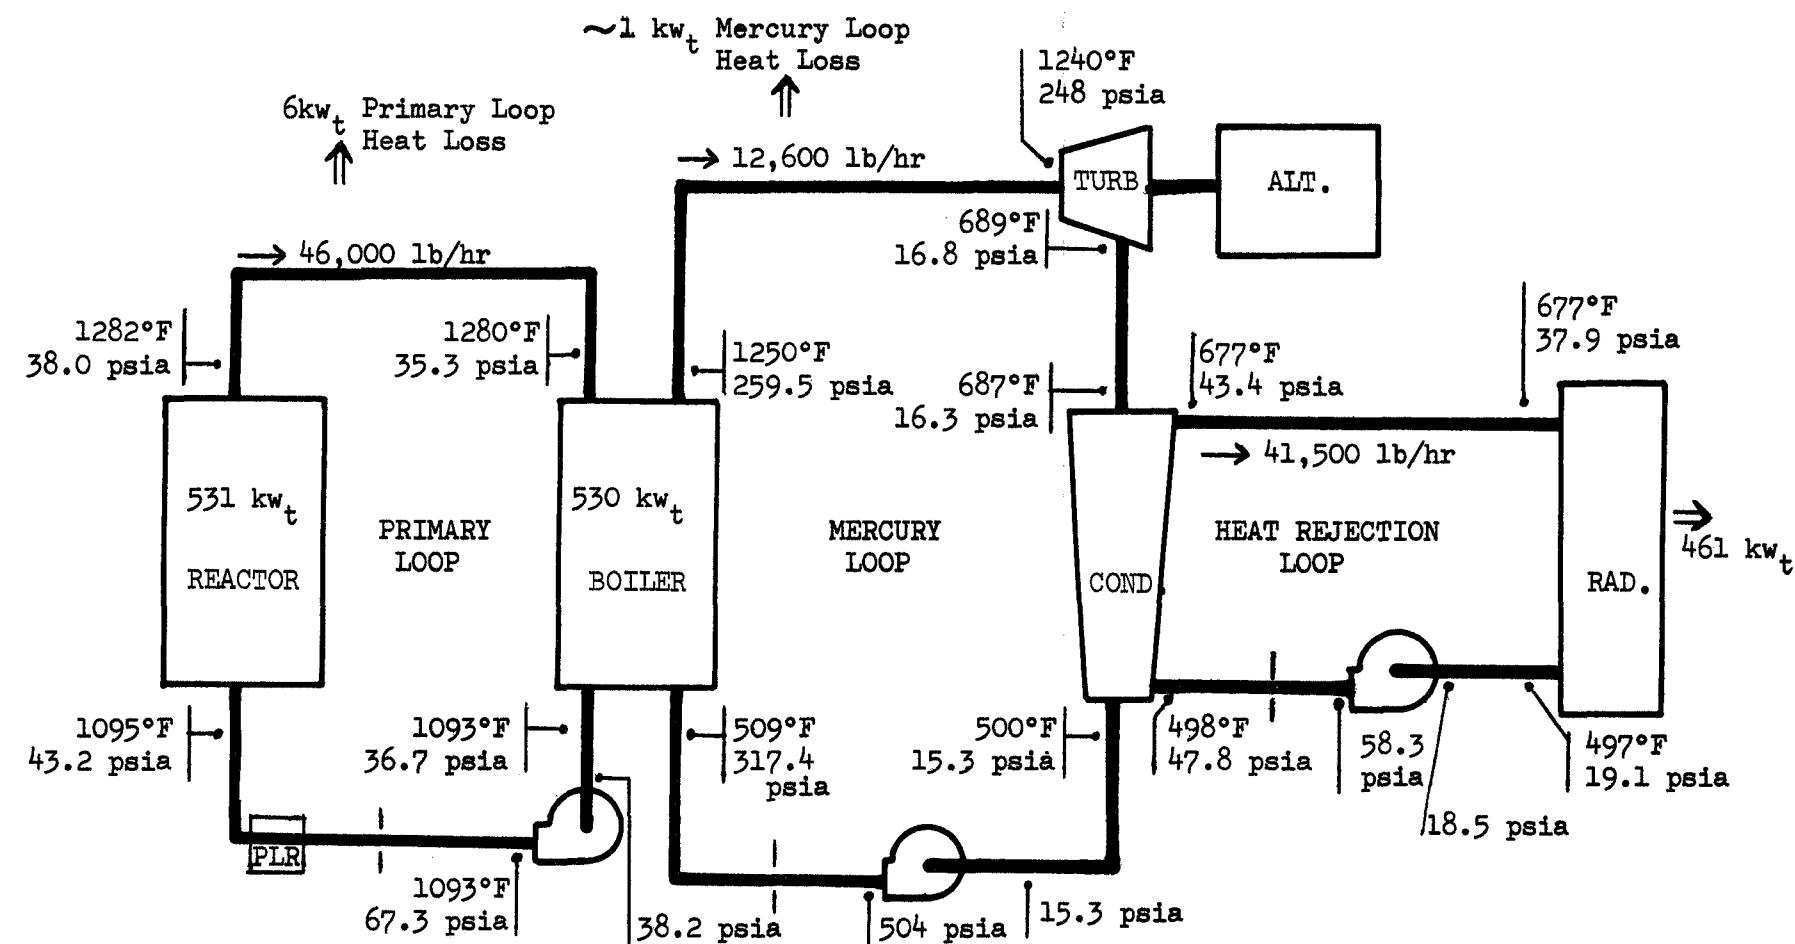 ~1 kwt Mercury Loop
Heat Loss
6kwt Primary Loop
Heat Loss
1240°F
248 psia
→ 12,600 lb/hr
TURB
ALT.
689°F
16.8 psia
→ 46,000 lb/hr
1282°F
38.0 psia
1280°F
35.3 psia
1250°F
259.5 psia
687°F
16.3 psia
677°F
43.4 psia
677°F
37.9 psia
→ 41,500 lb/hr
531 kwt
REACTOR
PRIMARY
LOOP
530 kwt
BOILER
MERCURY
LOOP
COND.
HEAT REJECTION
LOOP
RAD.
461 kwt
1095°F
43.2 psia
1093°F
36.7 psia
509°F
317.4
psia
500°F
15.3 psia
498°F
47.8 psia
58.3
psia
497°F
19.1 psia
18.5 psia
PLR
1093°F
67.3 psia
38.2 psia
504 psia
15.3 psia